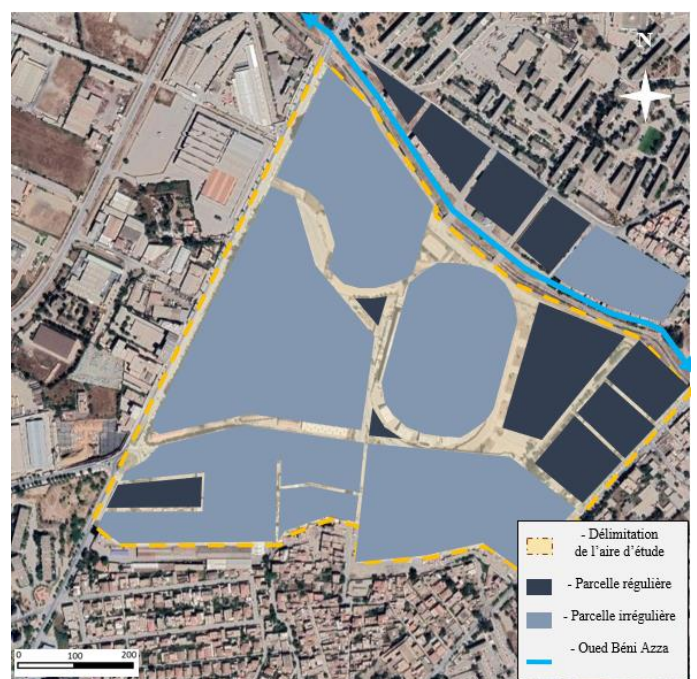 N
- Délimitation
de l'aire d'étude
- Parcelle régulière
- Parcelle irrégulière
- Oued Béni Azza
0 100 200